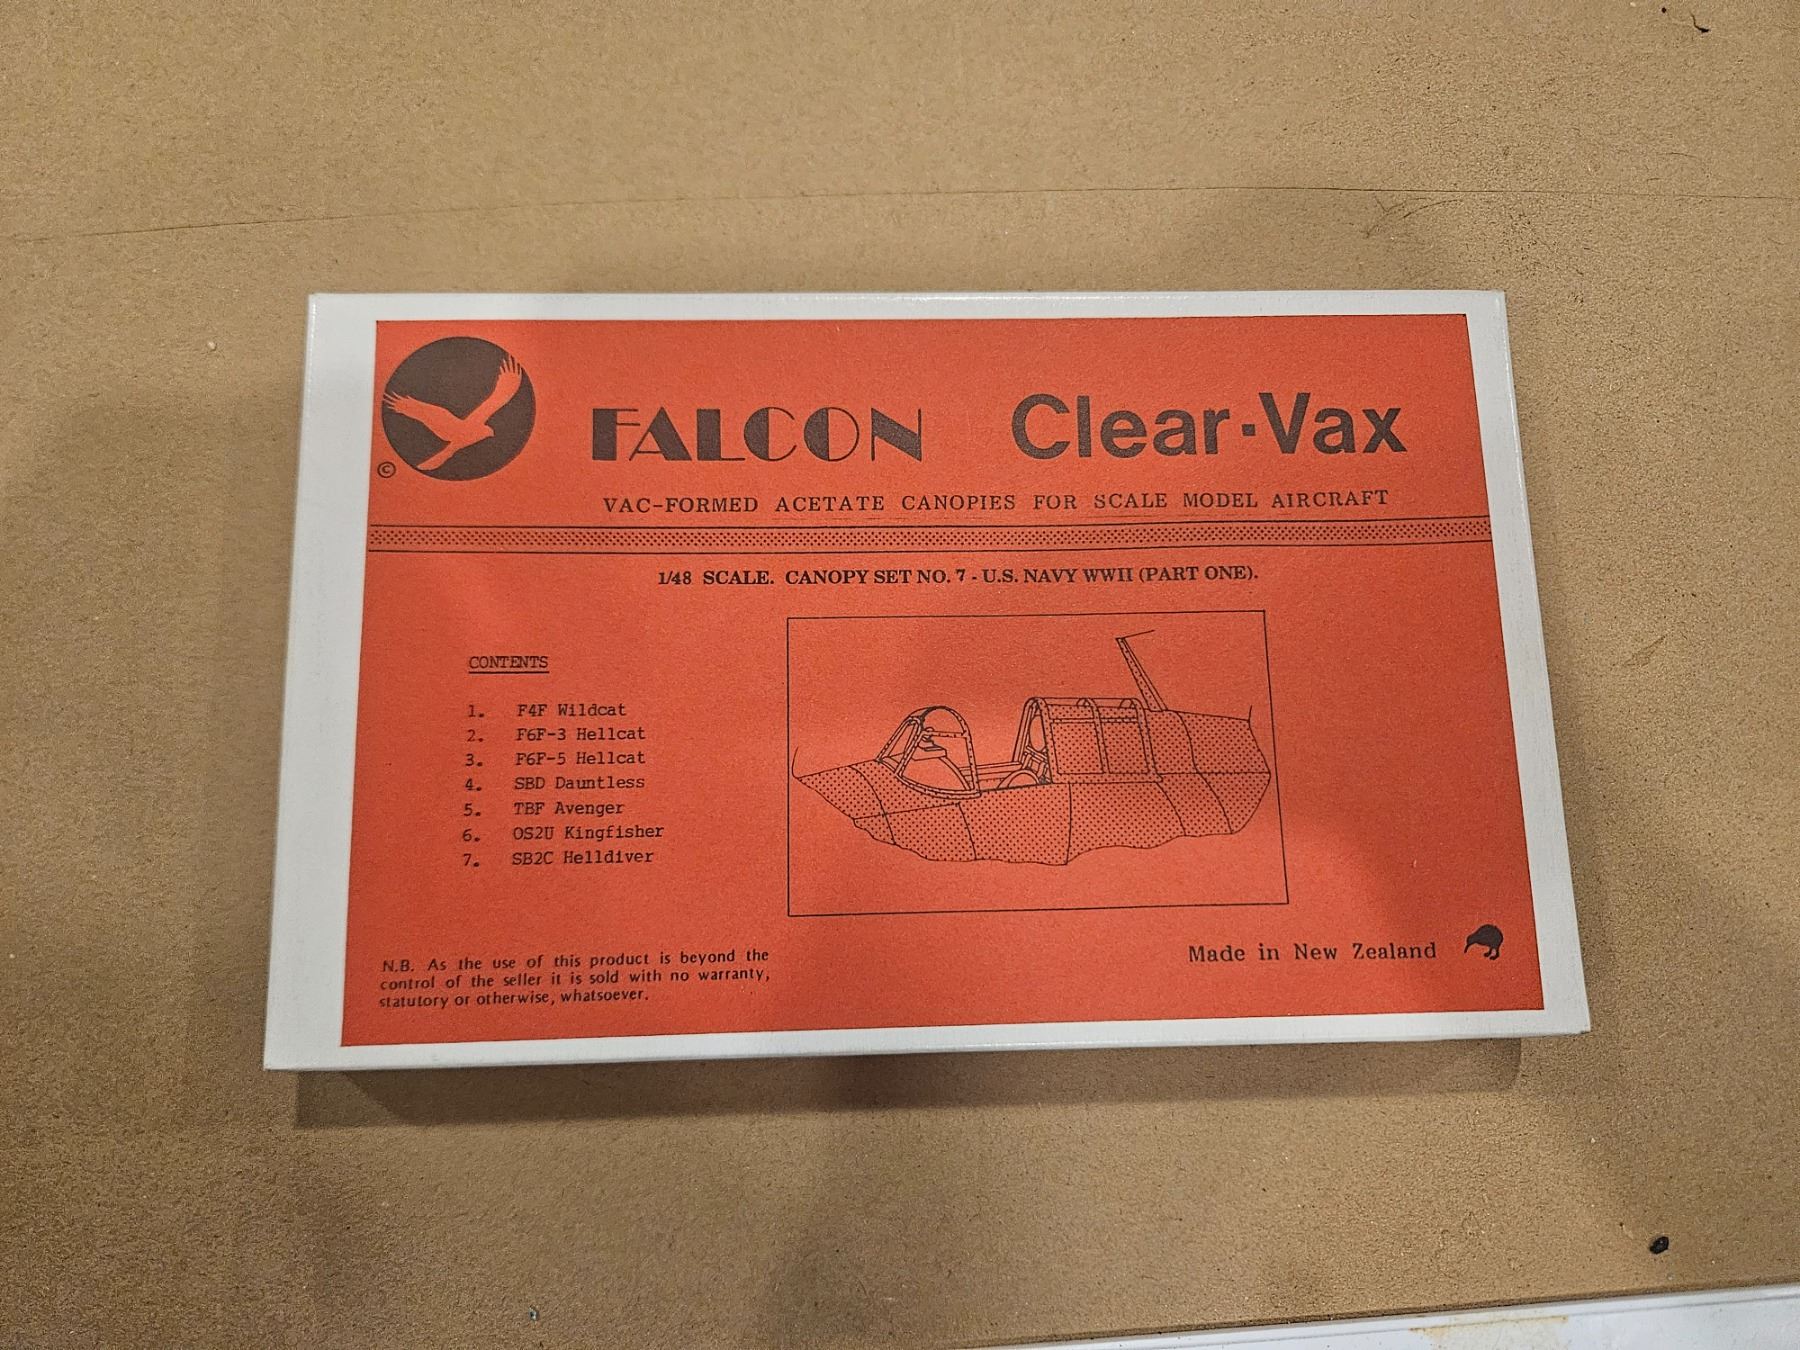 FALCON Clear·Vax
©
VAC-FORMED ACETATE CANOPIES FOR SCALE MODEL AIRCRAFT
1/48 SCALE. CANOPY SET NO. 7 - U.S. NAVY WWII (PART ONE).
CONTENTS
1. F4F Wildcat
2. F6F-3 Hellcat
3. F6F-5 Hellcat
4. SBD Dauntless
5. TBF Avenger
6. OS2U Kingfisher
7. SB2C Helldiver
N.B. As the use of this product is beyond the
control of the seller it is sold with no warranty,
statutory or otherwise, whatsoever.
Made in New Zealand